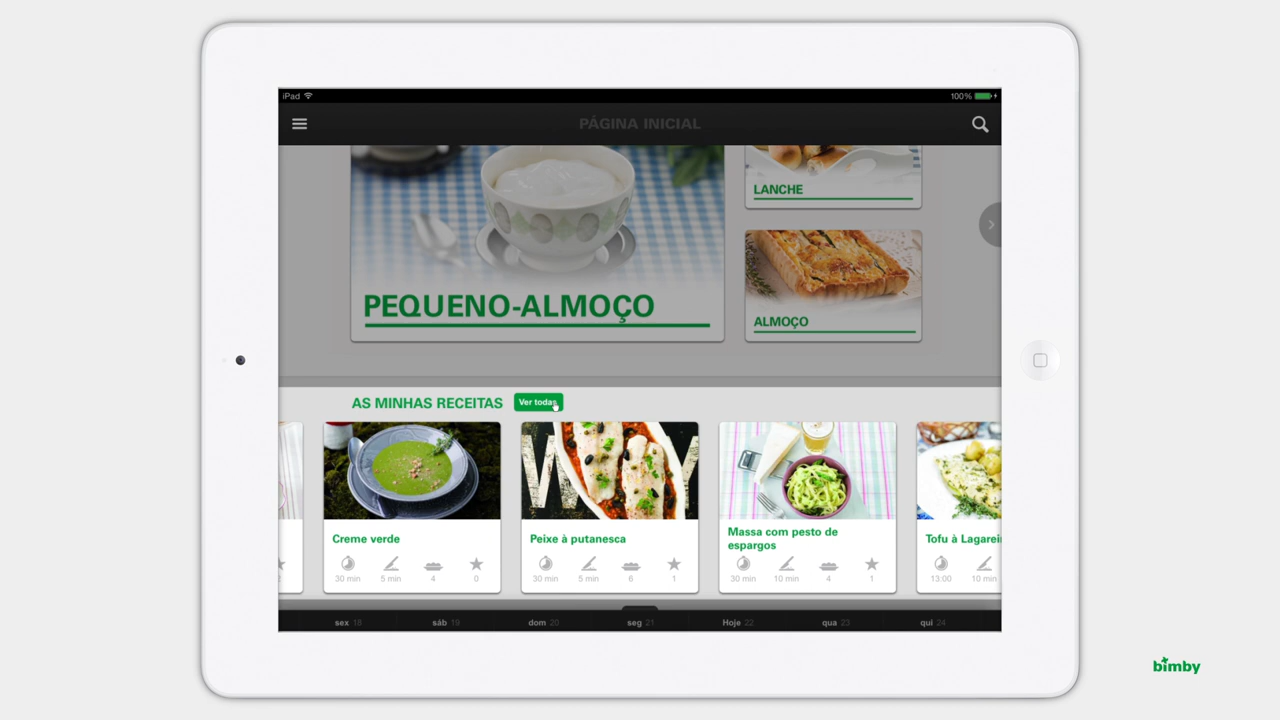 iPad
100%
PÁGINA INICIAL
LANCHE
PEQUENO-ALMOÇO
ALMOÇO
AS MINHAS RECEITAS
Ver todas
Creme verde
30 min
5 min
4
0
Peixe à putanesca
30 min
5 min
6
1
Massa com pesto de
espargos
30 min
10 min
4
1
Tofu à Lagarei
13:00
10 min
sex 18
sáb 19
dom 20
seg 21
Hoje 22
qua 23
qui 24
bimby